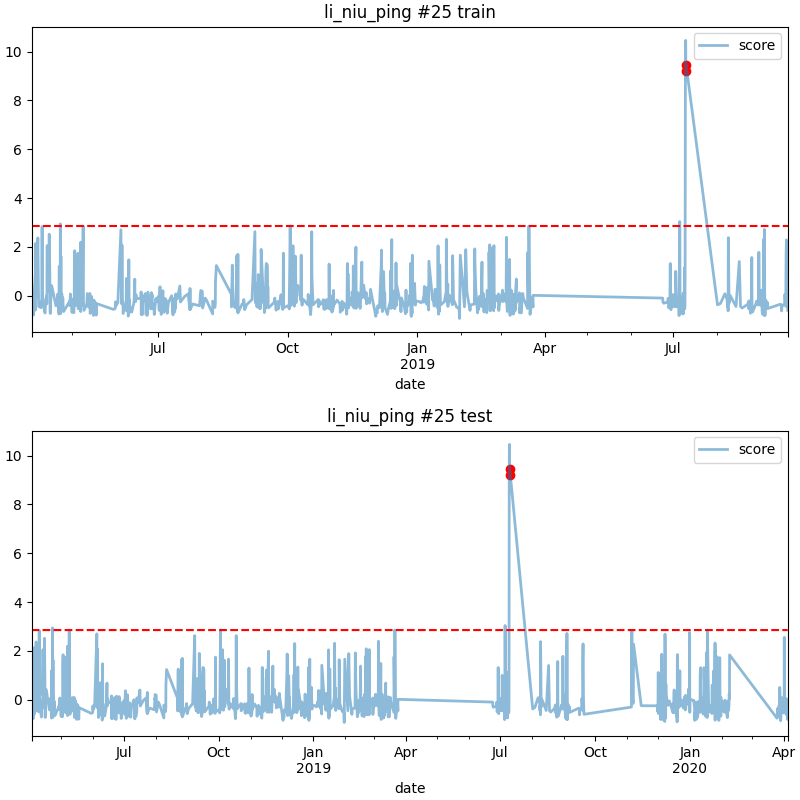 li_niu_ping #25 train
score
10
8
6
4
2
0
Jul Oct Jan Apr Jul
2019
date
li_niu_ping #25 test
score
10
8
6
4
2
0
Jul Oct Jan Apr Jul Oct Jan Apr
2019 2020
date